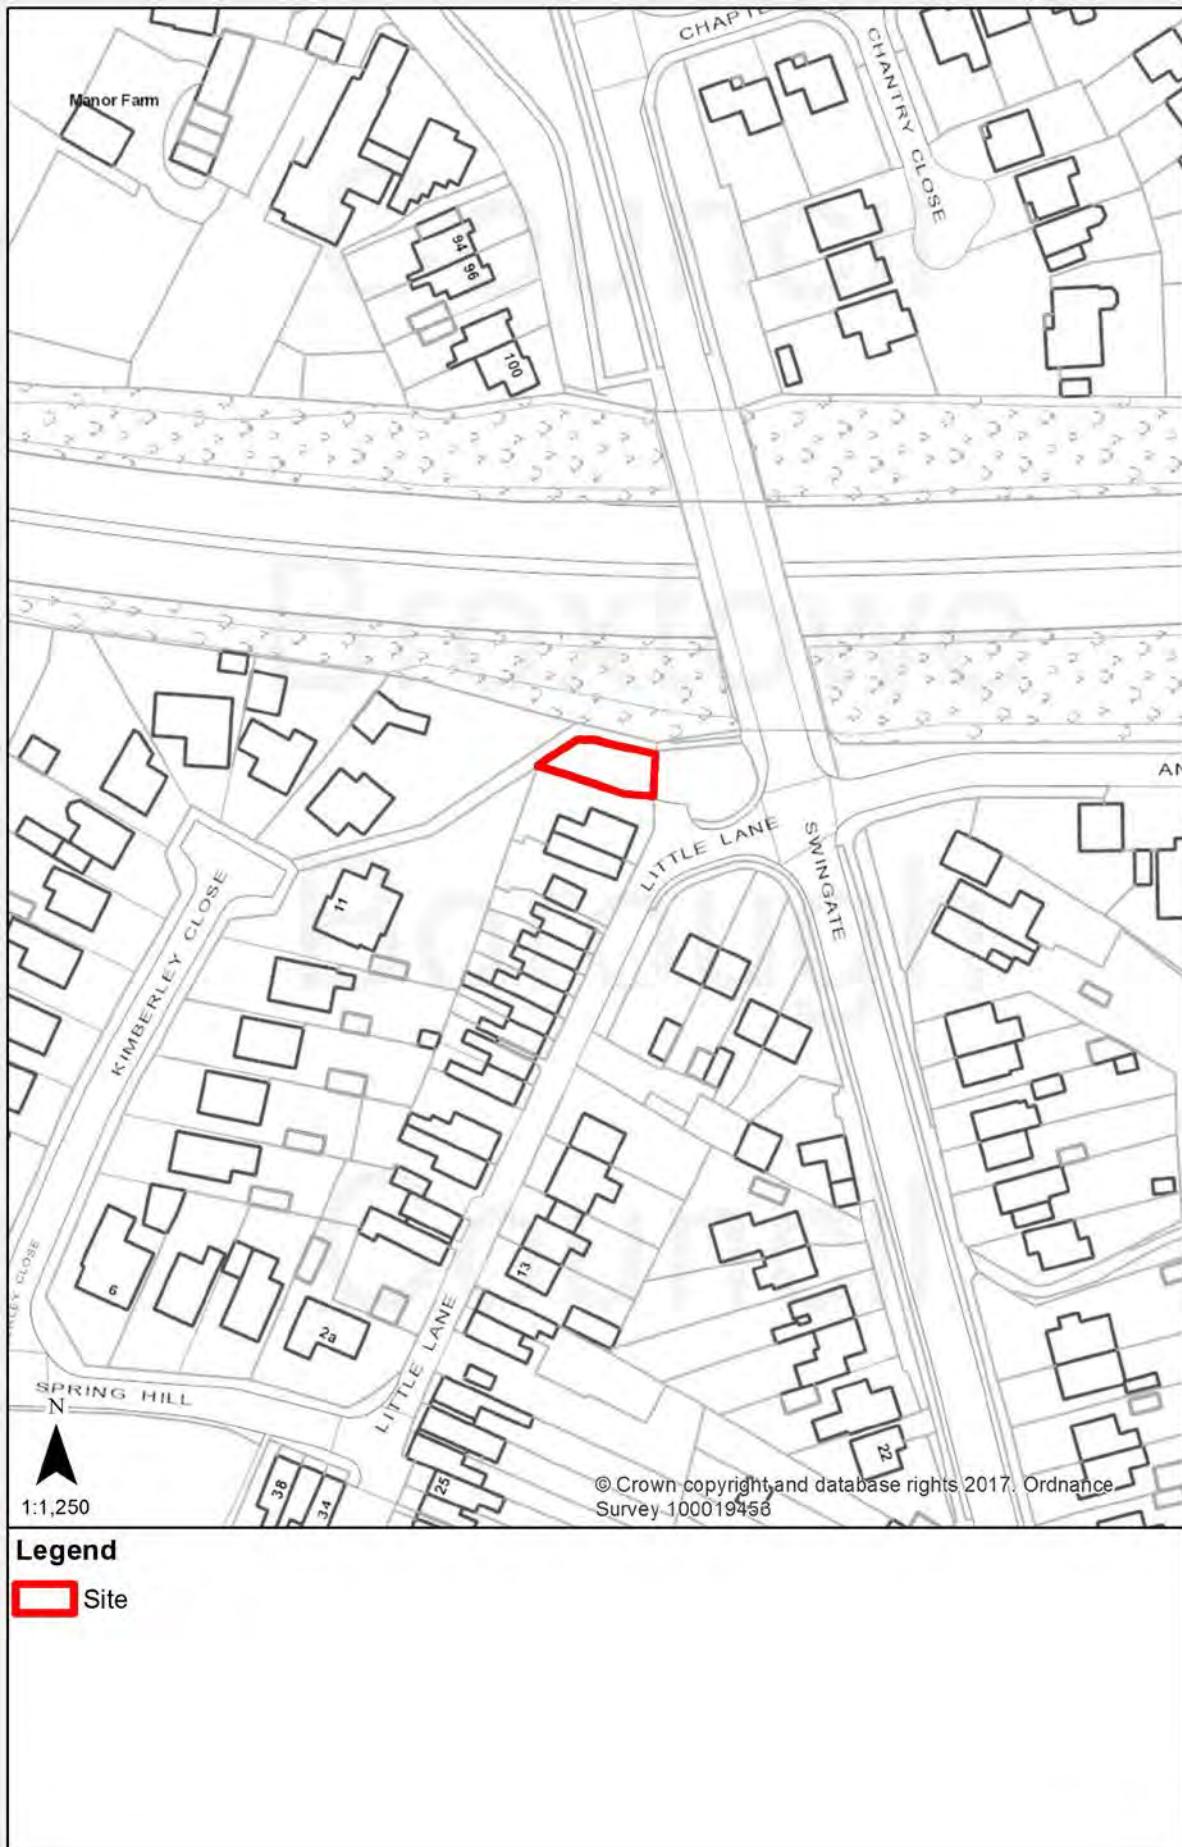 CHAPTE
CHANTRY CLOSE
Manor Farm
94
96
100
AN
LITTLE LANE
SWINGATE
11
KIMBERLEY CLOSE
13
6
2a
LITTLE LANE
SPRING HILL
N
22
25
38
34
1:1,250
© Crown copyright and database rights 2017. Ordnance
Survey 100019453
Legend
Site